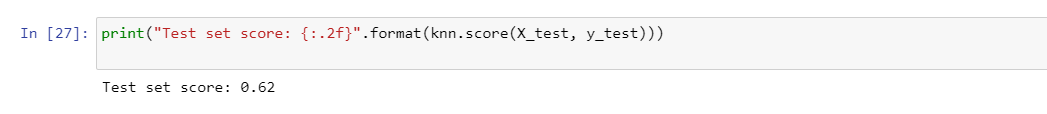 In [27]: print("Test set score: {:.2f}".format(knn.score(X_test, y_test)))
Test set score: 0.62